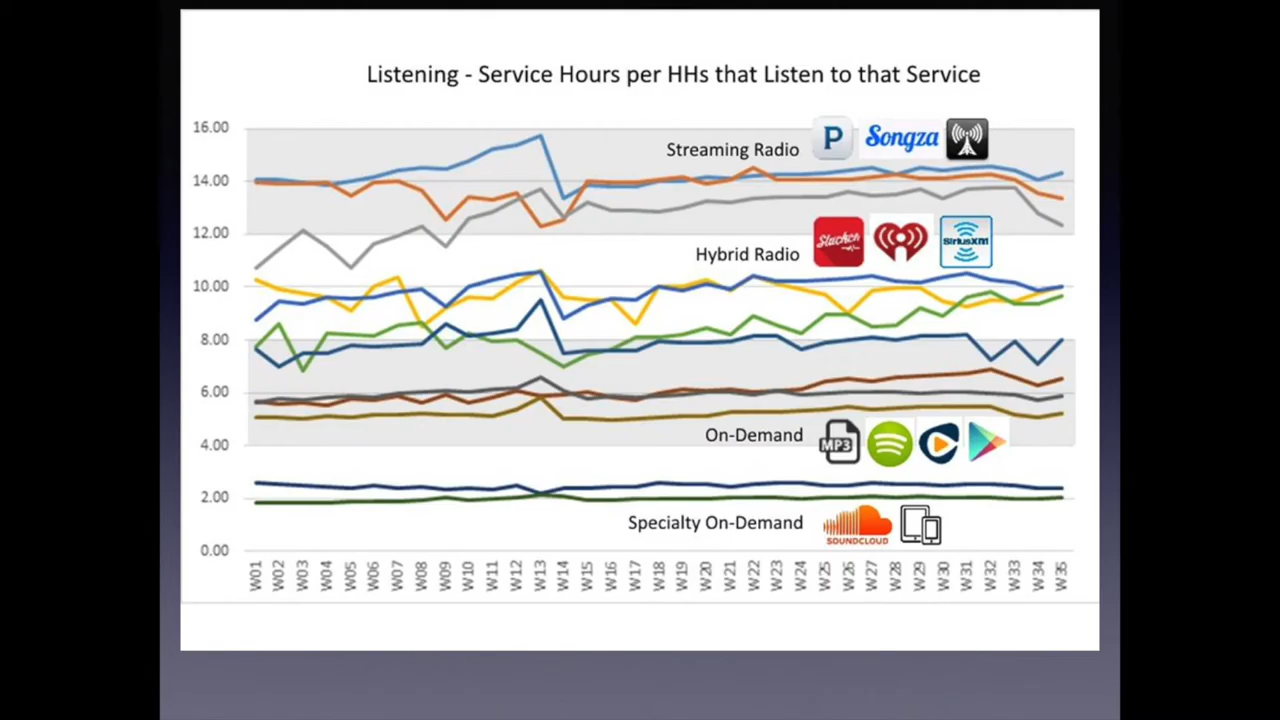 Listening - Service Hours per HHs that Listen to that Service
16.00
Streaming Radio
P
Songza
14.00
12.00
Hybrid Radio
Slacker
SiriusXM
10.00
8.00
6.00
4.00
On-Demand
MP3
2.00
Specialty On-Demand
SOUNDCLOUD
0.00
W01 W02 W03 W04 W05 W06 W07 W08 W09 W10 W11 W12 W13 W14 W15 W16 W17 W18 W19 W20 W21 W22 W23 W24 W25 W26 W27 W28 W29 W30 W31 W32 W33 W34 W35